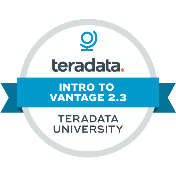 teradata.
INTRO TO
VANTAGE 2.3
TERADATA
UNIVERSITY